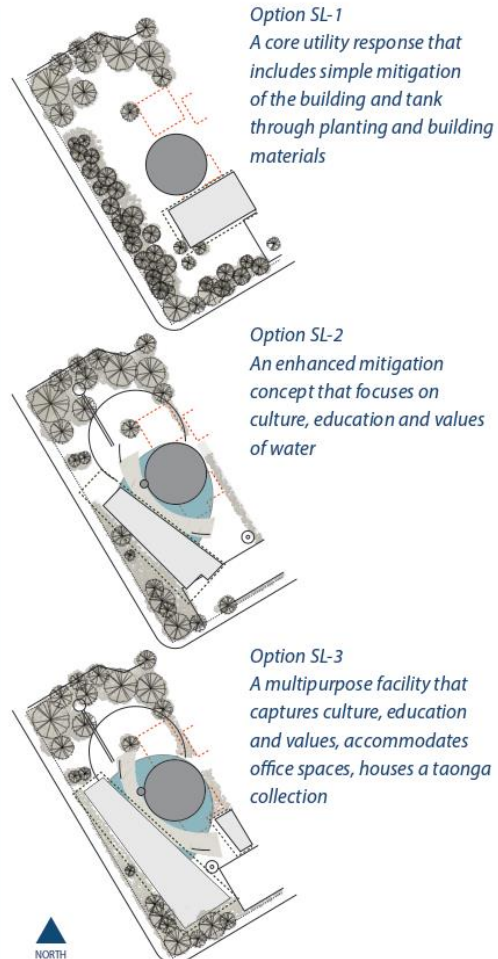 Option SL-1
A core utility response that
includes simple mitigation
of the building and tank
through planting and building
materials
Option SL-2
An enhanced mitigation
concept that focuses on
culture, education and values
of water
Option SL-3
A multipurpose facility that
captures culture, education
and values, accommodates
office spaces, houses a taonga
collection
NORTH